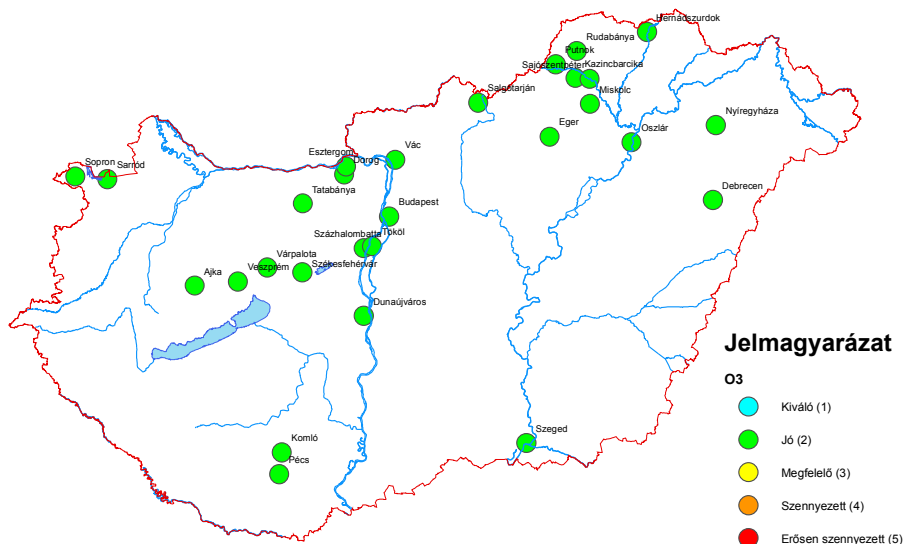 Hernádszurdok
Rudabánya
Putnok
Sajószentpéter
Kazincbarcika
Salgótarján
Miskolc
Nyíregyháza
Eger
Oszlár
Vác
Esztergom
Dorog
Sopron
Sarród
Debrecen
Tatabánya
Budapest
Százhalombatta
Tököl
Várpalota
Székesfehérvár
Ajka
Veszprém
Dunaújváros
Szeged
Komló
Pécs
Jelmagyarázat
O3
Kiváló (1)
Jó (2)
Megfelelő (3)
Szennyezett (4)
Erősen szennyezett (5)